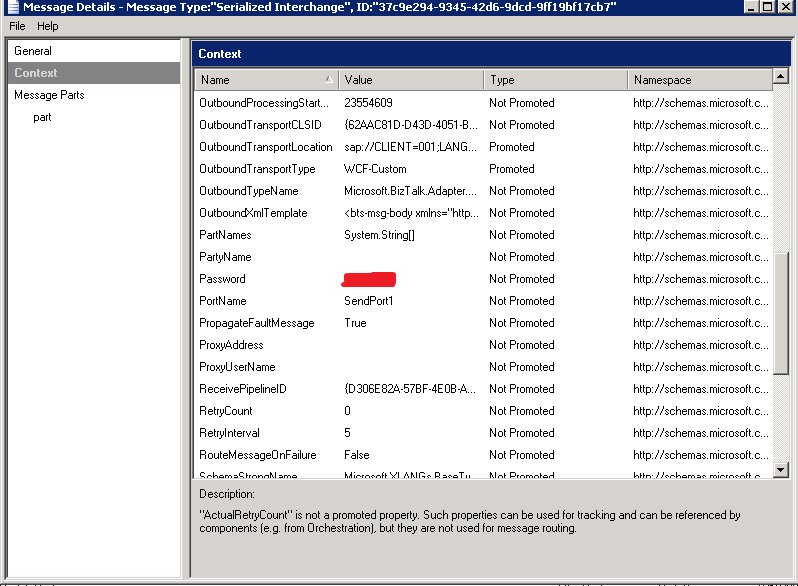 Message Details - Message Type:"Serialized Interchange", ID:"37c9e294-9345-42d6-9dcd-9ff19bf17cb7"
File Help
General
Context
Message Parts
part
Context
Name Value Type Namespace
OutboundProcessingStart... 23554609 Not Promoted http://schemas.microsoft.c...
OutboundTransportCLSID {62AAC81D-D43D-4051-B... Not Promoted http://schemas.microsoft.c...
OutboundTransportLocation sap://CLIENT=001;LANG... Promoted http://schemas.microsoft.c...
OutboundTransportType WCF-Custom Promoted http://schemas.microsoft.c...
OutboundTypeName Microsoft.BizTalk.Adapter.... Not Promoted http://schemas.microsoft.c...
OutboundXmlTemplate <bts-msg-body xmlns="http... Not Promoted http://schemas.microsoft.c...
PartNames System.String[] Not Promoted http://schemas.microsoft.c...
PartyName Not Promoted http://schemas.microsoft.c...
Password Not Promoted http://schemas.microsoft.c...
PortName SendPort1 Not Promoted http://schemas.microsoft.c...
PropagateFaultMessage True Not Promoted http://schemas.microsoft.c...
ProxyAddress Not Promoted http://schemas.microsoft.c...
ProxyUserName Not Promoted http://schemas.microsoft.c...
ReceivePipelineID {D306E82A-57BF-4E0B-A... Not Promoted http://schemas.microsoft.c...
RetryCount 0 Not Promoted http://schemas.microsoft.c...
RetryInterval 5 Not Promoted http://schemas.microsoft.c...
RouteMessageOnFailure False Not Promoted http://schemas.microsoft.c...
SchemaStrongName Microsoft.XLANGs.BaseTy... Not Promoted http://schemas.microsoft.c...
Description:
"ActualRetryCount" is not a promoted property. Such properties can be used for tracking and can be referenced by
components (e.g. from Orchestration), but they are not used for message routing.